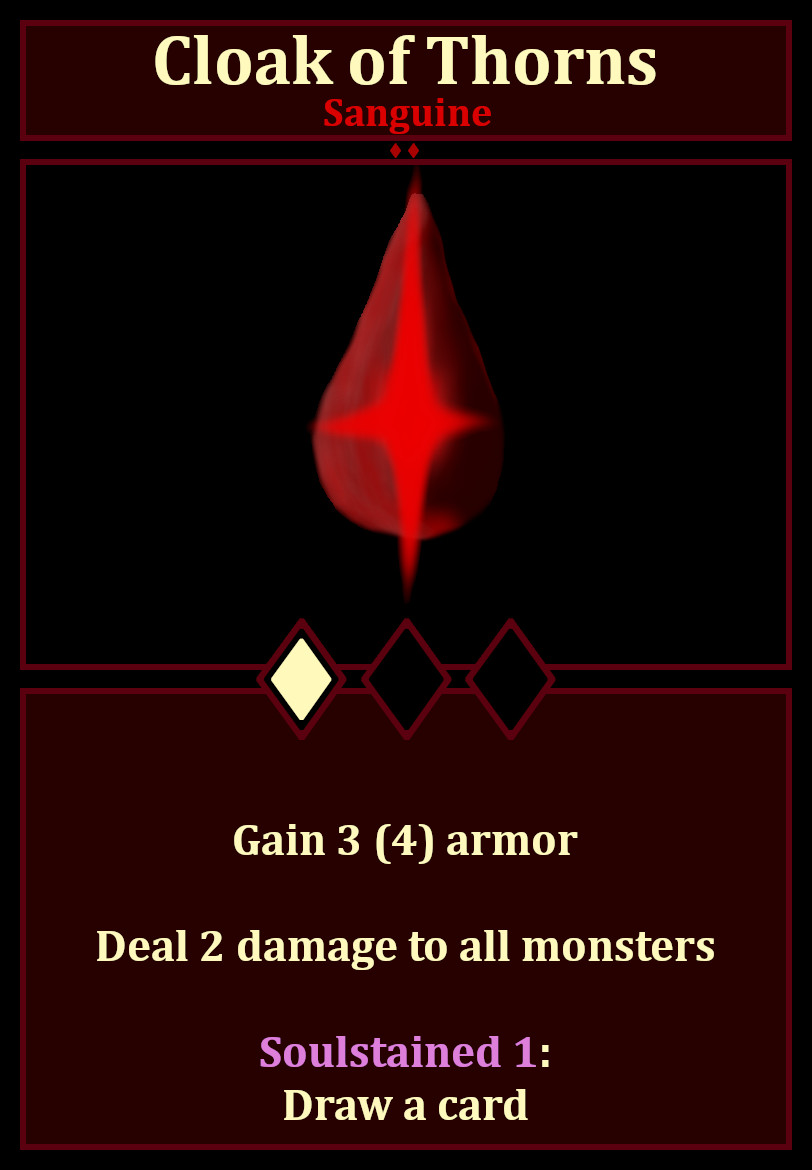 Cloak of Thorns
Sanguine
Gain 3 (4) armor
Deal 2 damage to all monsters
Soulstained 1:
Draw a card